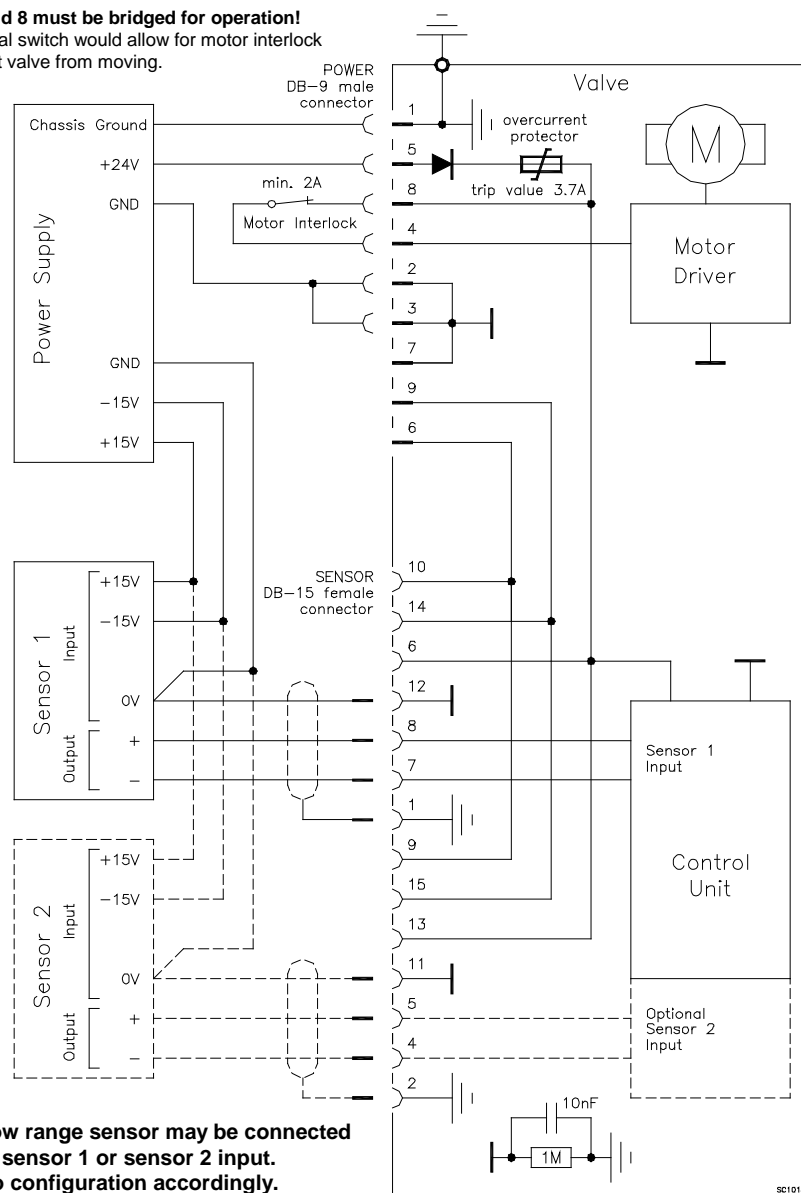 d 8 must be bridged for operation!
al switch would allow for motor interlock
t valve from moving.
POWER
DB-9 male
connector
Valve
Chassis Ground
1
overcurrent
protector
M
+24V
5
min. 2A
8
trip value 3.7A
GND
Motor Interlock
4
Motor
Driver
Power Supply
2
3
GND
7
-15V
9
+15V
6
SENSOR
DB-15 female
connector
+15V
10
-15V
14
Sensor 1
Input
6
0V
12
Output
+
8
Sensor 1
Input
-
7
1
Control
Unit
+15V
9
-15V
15
Sensor 2
Input
13
0V
11
Output
+
5
Optional
Sensor 2
Input
-
4
2
10nF
1M
ow range sensor may be connected
sensor 1 or sensor 2 input.
o configuration accordingly.
SC101